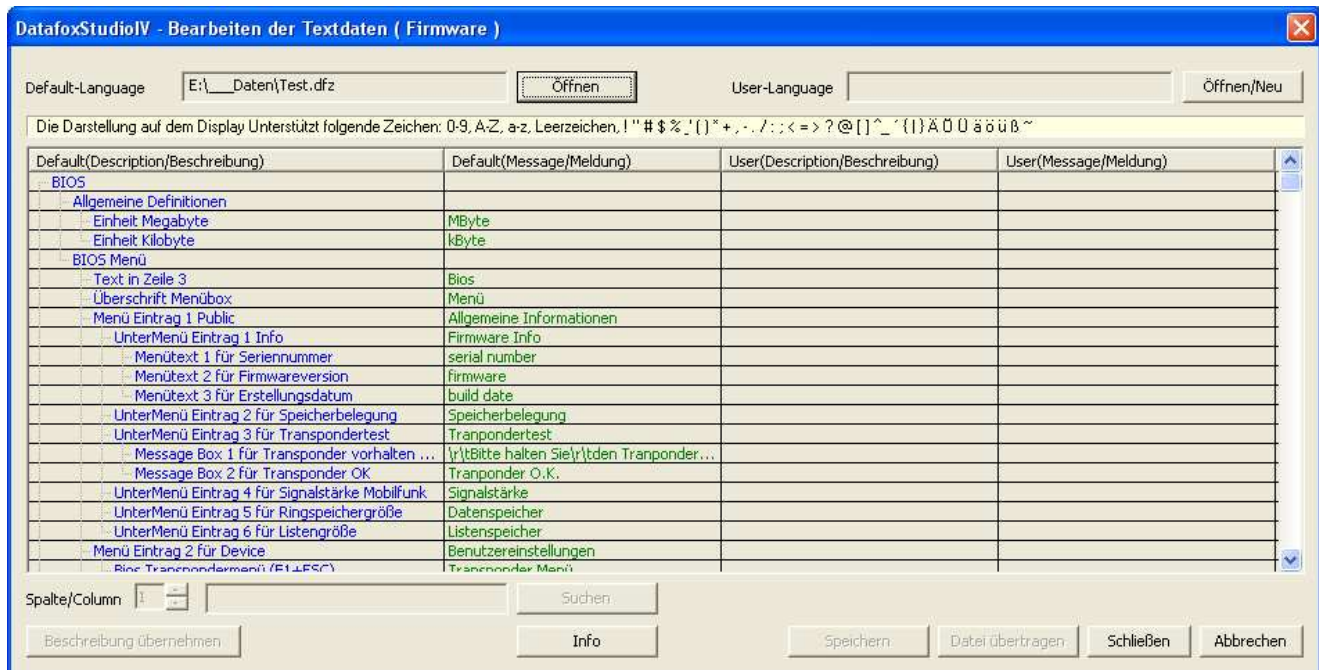 DatafoxStudioIV - Bearbeiten der Textdaten ( Firmware )
Default-Language E:\___Daten\Test.dfz Öffnen User-Language Öffnen/Neu
Die Darstellung auf dem Display Unterstützt folgende Zeichen: 0-9, A-Z, a-z, Leerzeichen, ! " # $ % ,'( ) * + , - . / : ; < = > ? @ [ ] ^ _ ´ { | } Ä Ö Ü ä ö ü ß ~
Default(Description/Beschreibung) Default(Message/Meldung) User(Description/Beschreibung) User(Message/Meldung)
BIOS
Allgemeine Definitionen
Einheit Megabyte MByte
Einheit Kilobyte kByte
BIOS Menü
Text in Zeile 3 Bios
Überschrift Menübox Menü
Menü Eintrag 1 Public Allgemeine Informationen
UnterMenü Eintrag 1 Info Firmware Info
Menütext 1 für Seriennummer serial number
Menütext 2 für Firmwareversion firmware
Menütext 3 für Erstellungsdatum build date
UnterMenü Eintrag 2 für Speicherbelegung Speicherbelegung
UnterMenü Eintrag 3 für Transpondertest Tranpondertest
Message Box 1 für Transponder vorhalten ... \r\tBitte halten Sie\r\tden Tranponder...
Message Box 2 für Transponder OK Tranponder O.K.
UnterMenü Eintrag 4 für Signalstärke Mobilfunk Signalstärke
UnterMenü Eintrag 5 für Ringspeichergröße Datenspeicher
UnterMenü Eintrag 6 für Listengröße Listenspeicher
Menü Eintrag 2 für Device Benutzereinstellungen
Bios Transpondermenü (F1+ESC) Transponder Menü
Spalte/Column 1 Suchen
Beschreibung übernehmen Info Speichern Datei übertragen Schließen Abbrechen